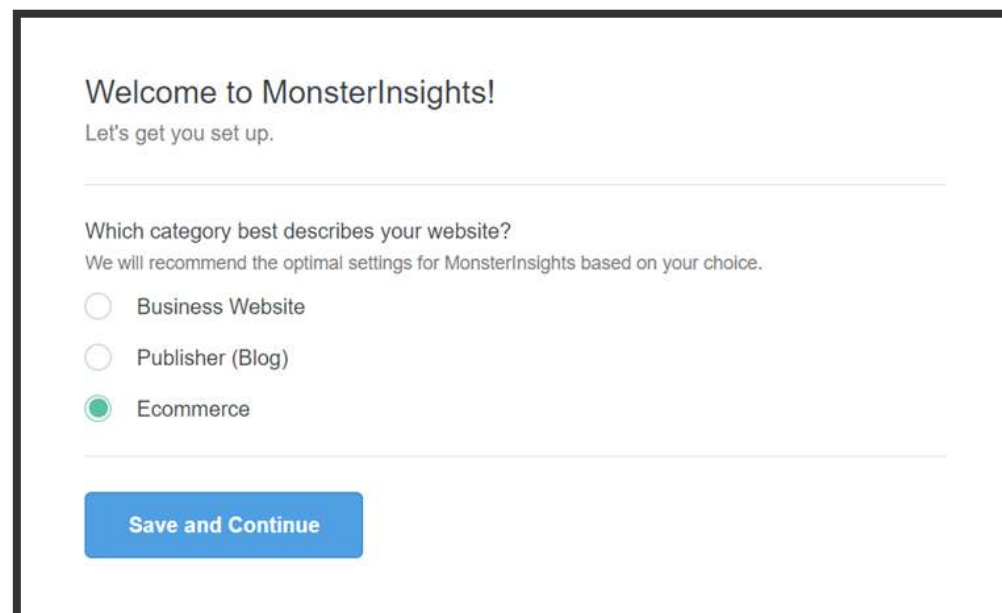 Welcome to MonsterInsights!
Let's get you set up.
Which category best describes your website?
We will recommend the optimal settings for MonsterInsights based on your choice.
Business Website
Publisher (Blog)
Ecommerce
Save and Continue